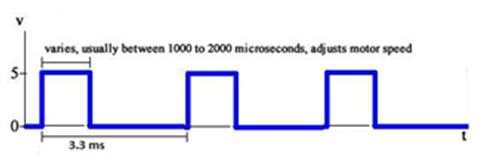 v
varies, usually between 1000 to 2000 microseconds, adjusts motor speed
5
0
t
3.3 ms